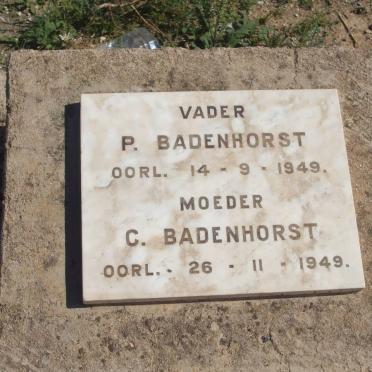 VADER
P. BADENHORST
OORL. 14 - 9 - 1949.
MOEDER
C. BADENHORST
OORL. - 26 - 11 - 1949.